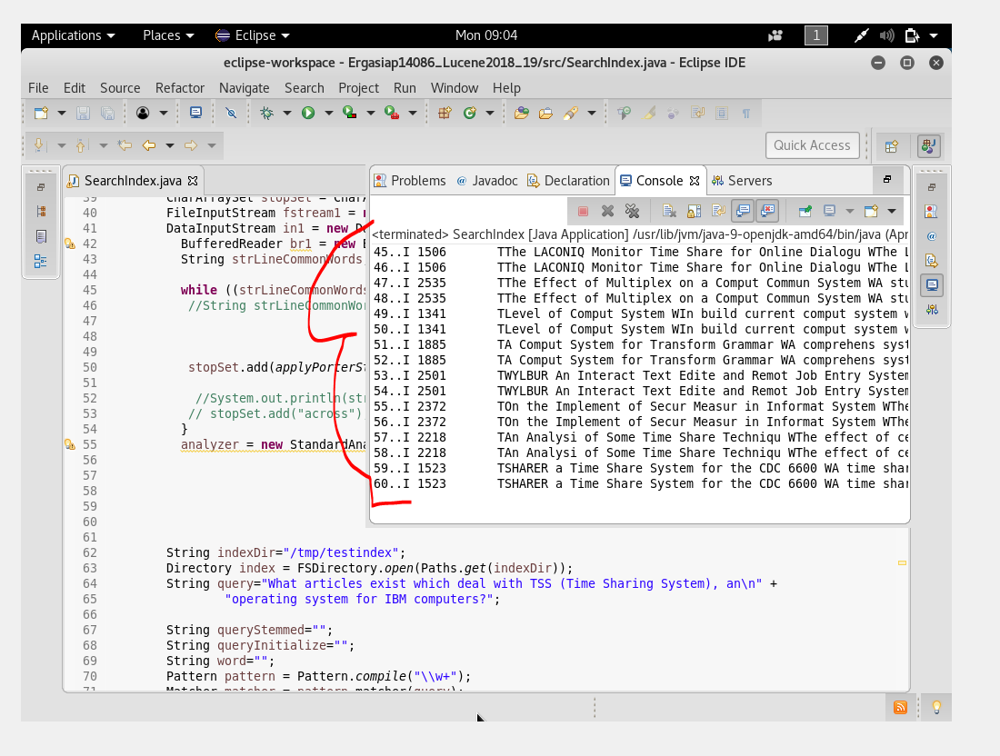 Applications Places Eclipse Mon 09:04 1
eclipse-workspace - Ergasiap14086_Lucene2018_19/src/SearchIndex.java - Eclipse IDE
File Edit Source Refactor Navigate Search Project Run Window Help
Quick Access
SearchIndex.java
39
40 FileInputStream fstream1 =
41 DataInputStream in1 = new
42 BufferedReader br1 = new
43 String strLineCommonWords
44
45 while ((strLineCommonWords
46 //String strLineCommonWo
47
48
49
50 stopSet.add(applyPorterSt
51
52 //System.out.println(str
53 // stopSet.add("across")
54 }
55 analyzer = new StandardAna
56
57
58
59
60
61
62 String indexDir="/tmp/testindex";
63 Directory index = FSDirectory.open(Paths.get(indexDir));
64 String query="What articles exist which deal with TSS (Time Sharing System), an\n" +
65 "operating system for IBM computers?";
66
67 String queryStemmed="";
68 String queryInitialize="";
69 String word="";
70 Pattern pattern = Pattern.compile("\\w+");
71 Matcher matcher = pattern.matcher(query);
Problems Javadoc Declaration Console Servers
<terminated> SearchIndex [Java Application] /usr/lib/jvm/java-9-openjdk-amd64/bin/java (Apr
45..I 1506 TThe LACONIQ Monitor Time Share for Online Dialogu WThe L
46..I 1506 TThe LACONIQ Monitor Time Share for Online Dialogu WThe L
47..I 2535 TThe Effect of Multiplex on a Comput Commun System WA stu
48..I 2535 TThe Effect of Multiplex on a Comput Commun System WA stu
49..I 1341 TLevel of Comput System WIn build current comput system w
50..I 1341 TLevel of Comput System WIn build current comput system w
51..I 1885 TA Comput System for Transform Grammar WA comprehens syst
52..I 1885 TA Comput System for Transform Grammar WA comprehens syst
53..I 2501 TWYLBUR An Interact Text Edite and Remot Job Entry System
54..I 2501 TWYLBUR An Interact Text Edite and Remot Job Entry System
55..I 2372 TOn the Implement of Secur Measur in Informat System WThe
56..I 2372 TOn the Implement of Secur Measur in Informat System WThe
57..I 2218 TAn Analysi of Some Time Share Techniqu WThe effect of ce
58..I 2218 TAn Analysi of Some Time Share Techniqu WThe effect of ce
59..I 1523 TSHARER a Time Share System for the CDC 6600 WA time shar
60..I 1523 TSHARER a Time Share System for the CDC 6600 WA time shar